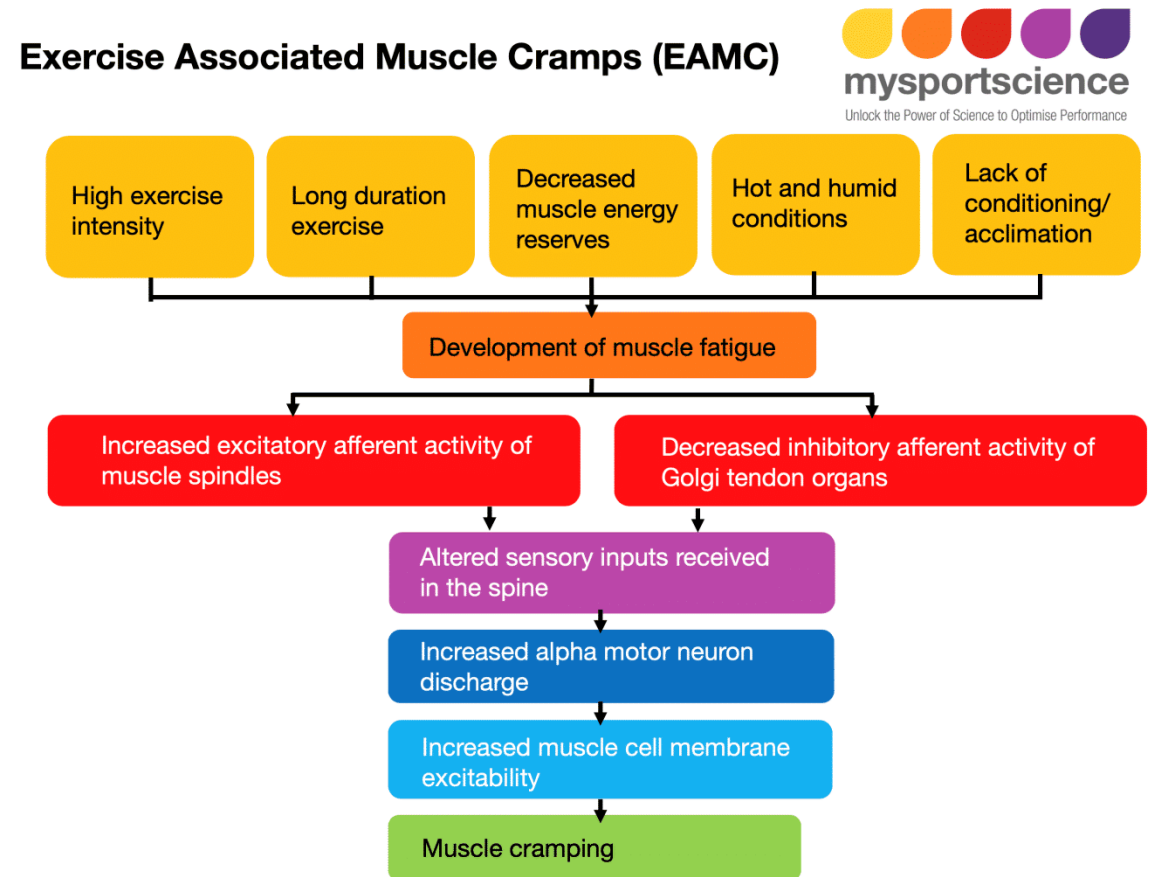 Exercise Associated Muscle Cramps (EAMC)
mysportscience
Unlock the Power of Science to Optimise Performance
High exercise
intensity
Long duration
exercise
Decreased
muscle energy
reserves
Hot and humid
conditions
Lack of
conditioning/
acclimation
Development of muscle fatigue
Increased excitatory afferent activity of
muscle spindles
Decreased inhibitory afferent activity of
Golgi tendon organs
Altered sensory inputs received
in the spine
Increased alpha motor neuron
discharge
Increased muscle cell membrane
excitability
Muscle cramping